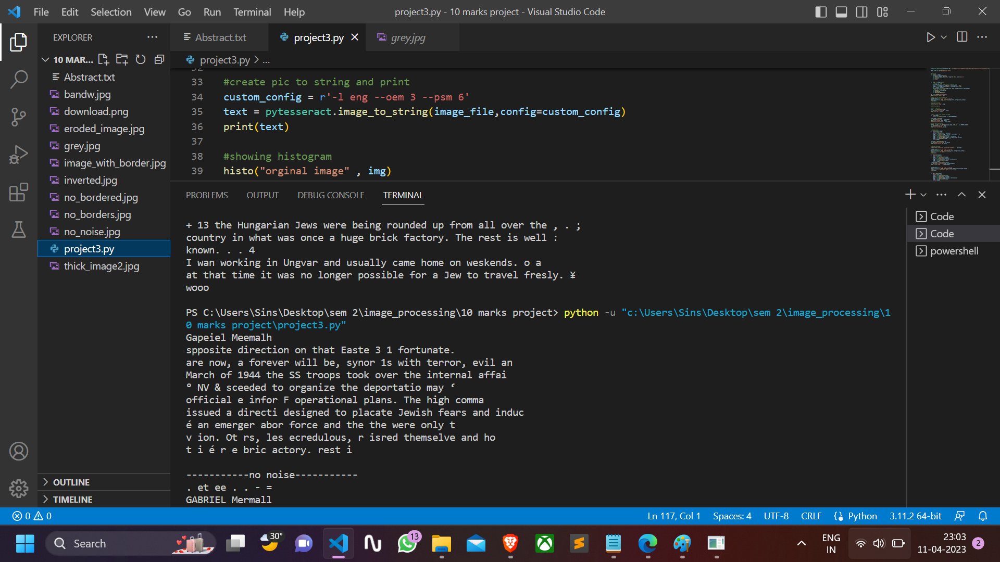 File Edit Selection View Go Run Terminal Help
project3.py - 10 marks project - Visual Studio Code
EXPLORER
10 MAR...
Abstract.txt
bandw.jpg
download.png
eroded_image.jpg
grey.jpg
image_with_border.jpg
inverted.jpg
no_bordered.jpg
no_borders.jpg
no_noise.jpg
project3.py
thick_image2.jpg
OUTLINE
TIMELINE
Abstract.txt project3.py grey.jpg
project3.py > ...
32
33 #create pic to string and print
34 custom_config = r'-l eng --oem 3 --psm 6'
35 text = pytesseract.image_to_string(image_file,config=custom_config)
36 print(text)
37
38 #showing histogram
39 histo("orginal image" , img)
PROBLEMS OUTPUT DEBUG CONSOLE TERMINAL
+ 13 the Hungarian Jews were being rounded up from all over the , . ;
country in what was once a huge brick factory. The rest is well :
known. . . 4
I wan working in Ungvar and usually came home on weskends. o a
at that time it was no longer possible for a Jew to travel fresly. ¥
wooo
PS C:\Users\Sins\Desktop\sem 2\image_processing\10 marks project> python -u "c:\Users\Sins\Desktop\sem 2\image_processing\1
0 marks project\project3.py"
Gapeiel Meemalh
spposite direction on that Easte 3 1 fortunate.
are now, a forever will be, synor 1s with terror, evil an
March of 1944 the SS troops took over the internal affai
° NV & sceeded to organize the deportatio may ‘
official e infor F operational plans. The high comma
issued a directi designed to placate Jewish fears and induc
é an emerger abor force and the the were only t
v ion. Ot rs, les ecredulous, r isred themselve and ho
t i é r e bric actory. rest i
-----------no noise-----------
. et ee . . - =
GABRIEL Mermall
Code
Code
powershell
0 0
Ln 117, Col 1 Spaces: 4 UTF-8 CRLF Python 3.11.2 64-bit
Search
30°
13
ENG
IN
23:03
11-04-2023
2